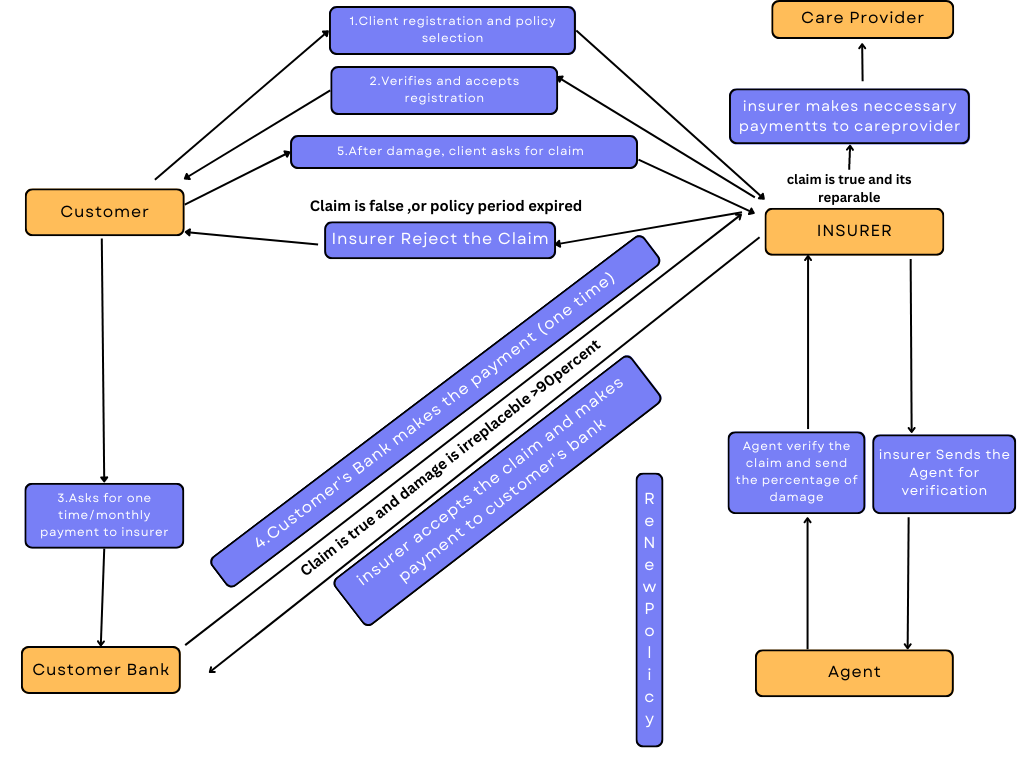 1.Client registration and policy
selection
Care Provider
2.Verifies and accepts
registration
insurer makes neccessary
paymentts to careprovider
5.After damage, client asks for claim
claim is true and its
reparable
Customer
Claim is false ,or policy period expired
Insurer Reject the Claim
INSURER
4.Customer's Bank makes the payment (one time)
Claim is true and damage is irreplaceble >90percent
insurer accepts the claim and makes
payment to customer's bank
Agent verify the
claim and send
the percentage of
damage
insurer Sends the
Agent for
verification
3.Asks for one
time/monthly
payment to insurer
R
e
N
e
w
P
o
l
i
c
y
Customer Bank
Agent